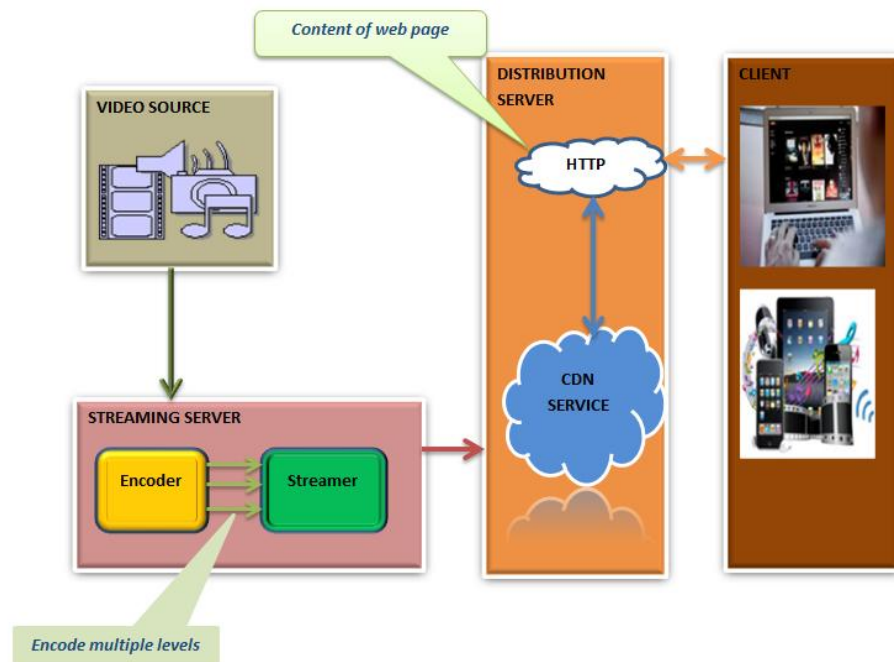 Content of web page
VIDEO SOURCE
DISTRIBUTION
SERVER
CLIENT
HTTP
CDN
SERVICE
STREAMING SERVER
Encoder
Streamer
Encode multiple levels